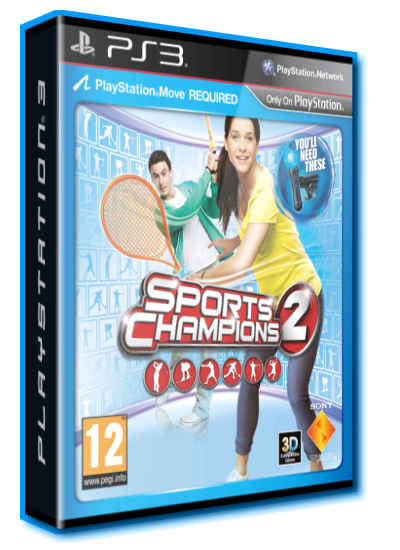 PLAYSTATION 3
PS3
PlayStation Network
PlayStation Move REQUIRED
Only On PlayStation.
YOU'LL
NEED
THESE
SPORTS
CHAMPIONS 2
12
www.pegi.info
3D
SONY